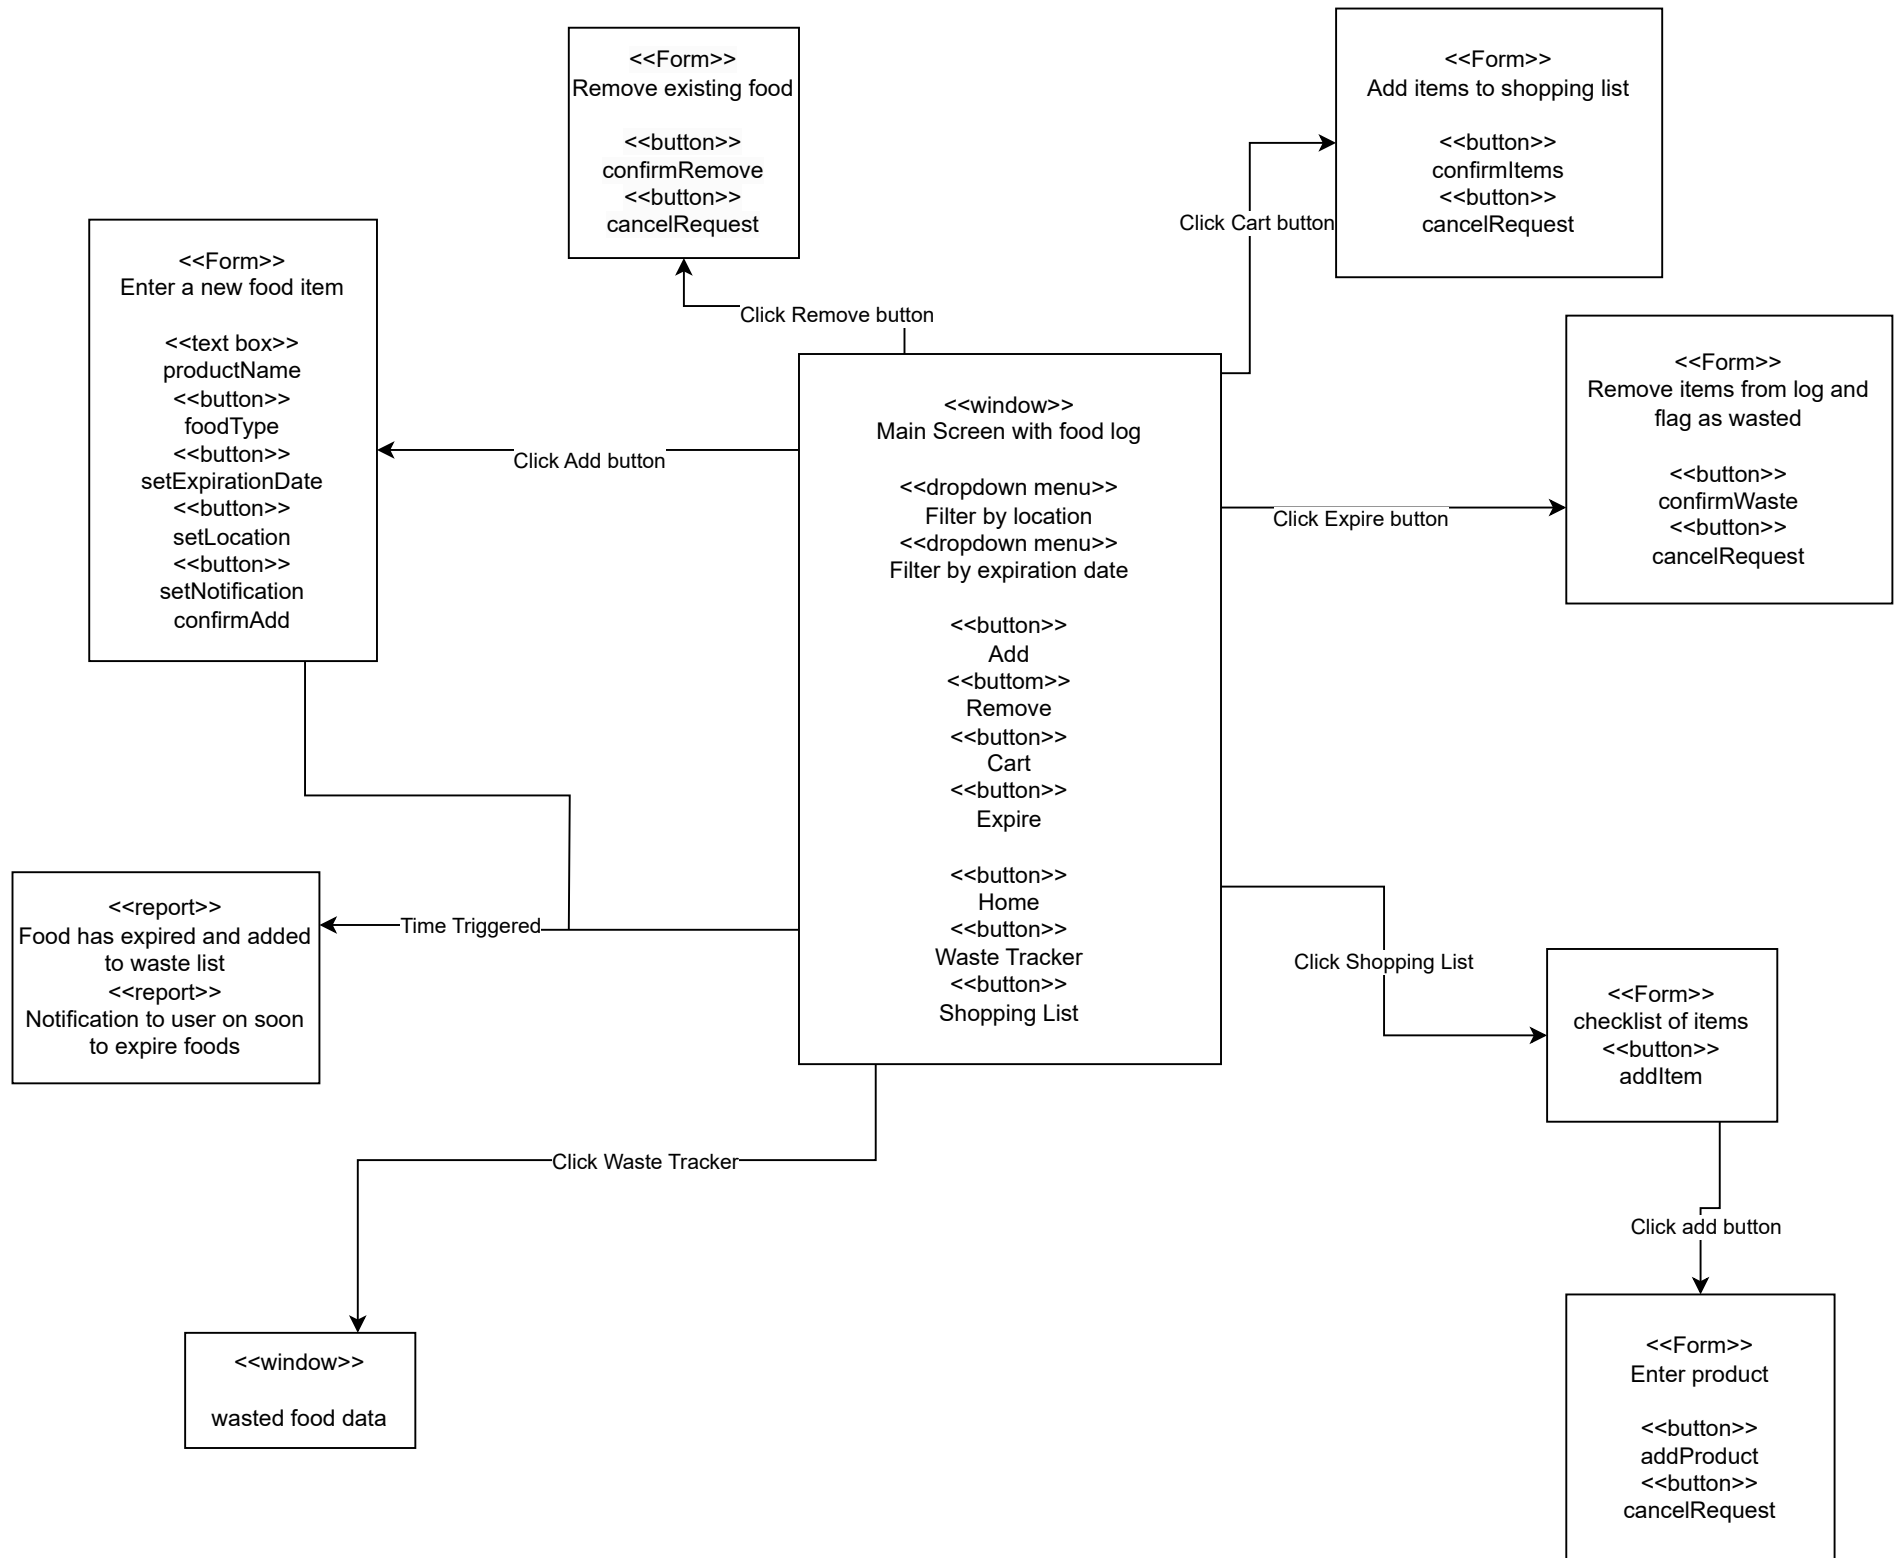 <<Form>>
Remove existing food
<<button>>
confirmRemove
<<button>>
cancelRequest
<<Form>>
Add items to shopping list
<<button>>
confirmItems
<<button>>
cancelRequest
Click Cart button
Click Remove button
<<Form>>
Enter a new food item
<<text box>>
productName
<<button>>
foodType
<<button>>
setExpirationDate
<<button>>
setLocation
<<button>>
setNotification
confirmAdd
Click Add button
<<window>>
Main Screen with food log
<<dropdown menu>>
Filter by location
<<dropdown menu>>
Filter by expiration date
<<button>>
Add
<<buttom>>
Remove
<<button>>
Cart
<<button>>
Expire
<<button>>
Home
<<button>>
Waste Tracker
<<button>>
Shopping List
Click Expire button
<<Form>>
Remove items from log and
flag as wasted
<<button>>
confirmWaste
<<button>>
cancelRequest
<<report>>
Food has expired and added
to waste list
<<report>>
Notification to user on soon
to expire foods
Time Triggered
Click Shopping List
<<Form>>
checklist of items
<<button>>
addItem
Click Waste Tracker
Click add button
<<window>>
wasted food data
<<Form>>
Enter product
<<button>>
addProduct
<<button>>
cancelRequest